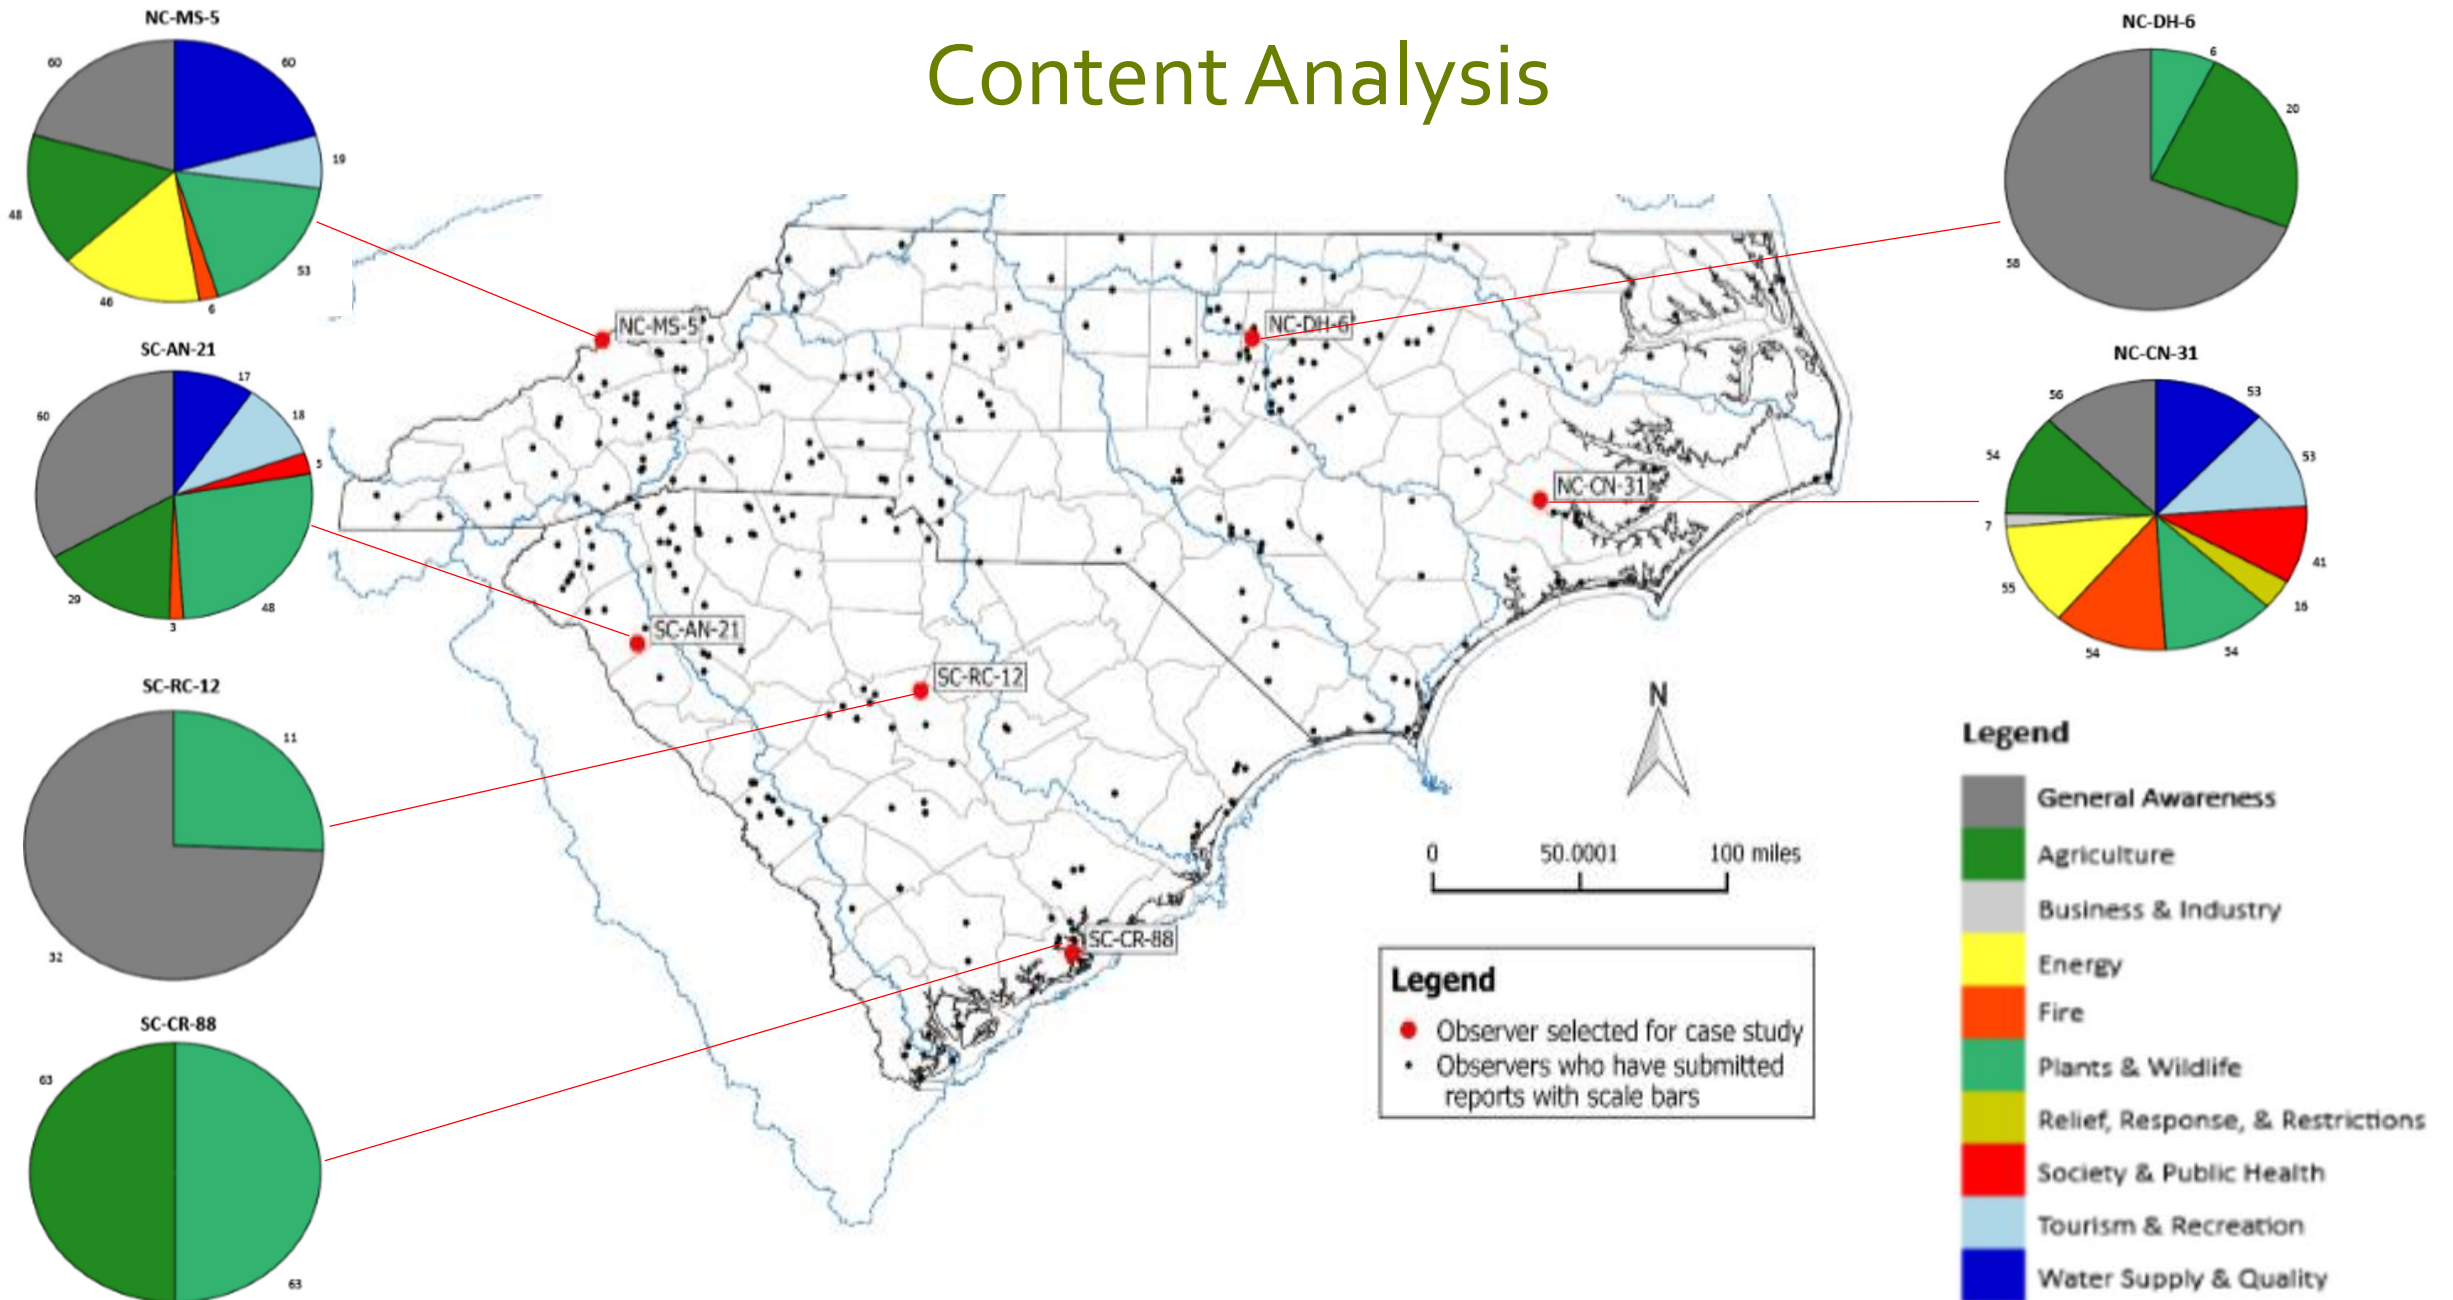 Content Analysis
NC-MS-5
60
60
19
53
6
46
48
SC-AN-21
17
18
5
48
3
29
60
SC-RC-12
11
32
SC-CR-88
63
63
NC-DH-6
6
20
58
NC-CN-31
53
53
41
16
54
54
55
7
54
56
NC-MS-5
NC-DH-6
NC-CN-31
SC-AN-21
SC-RC-12
SC-CR-88
N
0 50.0001 100 miles
Legend
Observer selected for case study
Observers who have submitted
reports with scale bars
Legend
General Awareness
Agriculture
Business & Industry
Energy
Fire
Plants & Wildlife
Relief, Response, & Restrictions
Society & Public Health
Tourism & Recreation
Water Supply & Quality